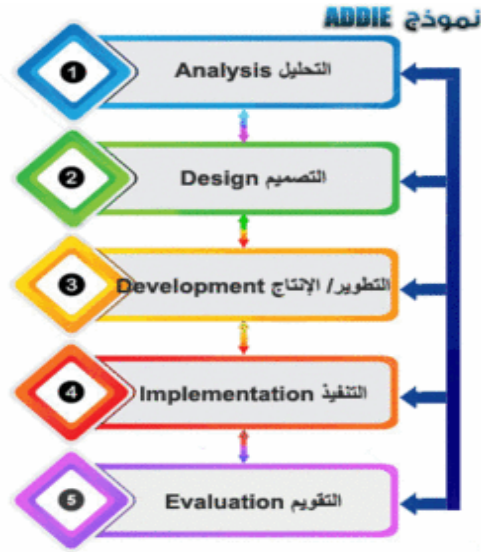 نموذج ADDIE
1
التحليل Analysis
2
التصميم Design
3
التطوير/ الإنتاج Development
4
التنفيذ Implementation
5
التقويم Evaluation